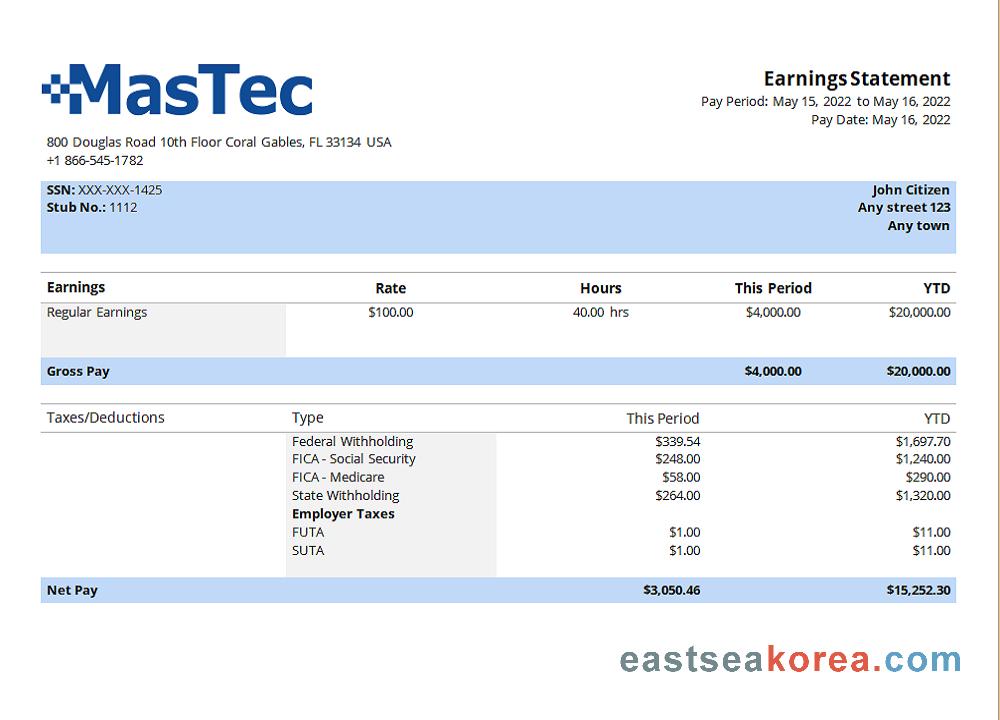 MasTec
Earnings Statement
Pay Period: May 15, 2022 to May 16, 2022
Pay Date: May 16, 2022
800 Douglas Road 10th Floor Coral Gables, FL 33134 USA
+1 866-545-1782
SSN: XXX-XXX-1425 John Citizen
Stub No.: 1112 Any street 123
Any town
Earnings Rate Hours This Period YTD
Regular Earnings $100.00 40.00 hrs $4,000.00 $20,000.00
Gross Pay $4,000.00 $20,000.00
Taxes/Deductions Type This Period YTD
Federal Withholding $339.54 $1,697.70
FICA - Social Security $248.00 $1,240.00
FICA - Medicare $58.00 $290.00
State Withholding $264.00 $1,320.00
Employer Taxes
FUTA $1.00 $11.00
SUTA $1.00 $11.00
Net Pay $3,050.46 $15,252.30
eastseakorea.com